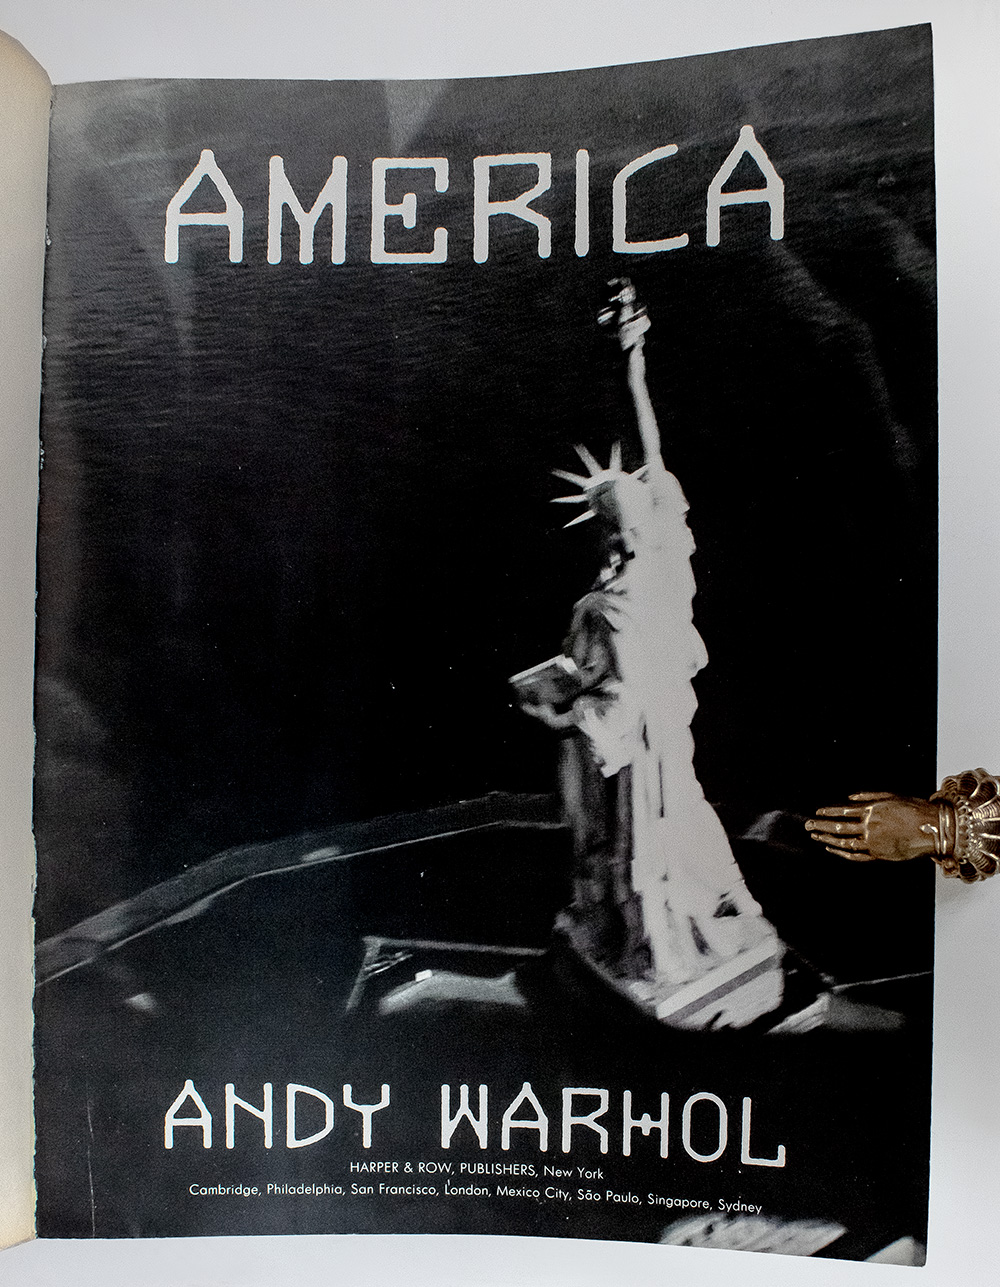 AMERICA
ANDY WARHOL
HARPER & ROW, PUBLISHERS, New York
Cambridge, Philadelphia, San Francisco, London, Mexico City, São Paulo, Singapore, Sydney